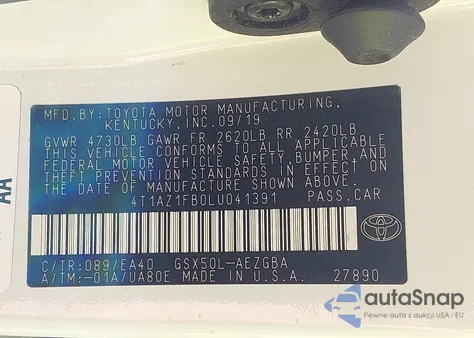 MFD.BY:TOYOTA MOTOR MANUFACTURING,
KENTUCKY, INC.09/19
GVWR 4730LB GAWR FR 2620LB RR 2420LB
THIS VEHICLE CONFORMS TO ALL APPLICABLE
FEDERAL MOTOR VEHICLE SAFETY, BUMPER,AND
THEFT PREVENTION STANDARDS IN EFFECT ON
THE DATE OF MANUFACTURE SHOWN ABOVE.
4T1AZ1FB0LU041391 PASS.CAR
C/TR:089/EA40 GSX50L-AEZGBA
A/TM:-01A/UA80E MADE IN U.S.A. 27890
TOYOTA
AA
autoSnap
Pewne auta z aukcji USA i EU